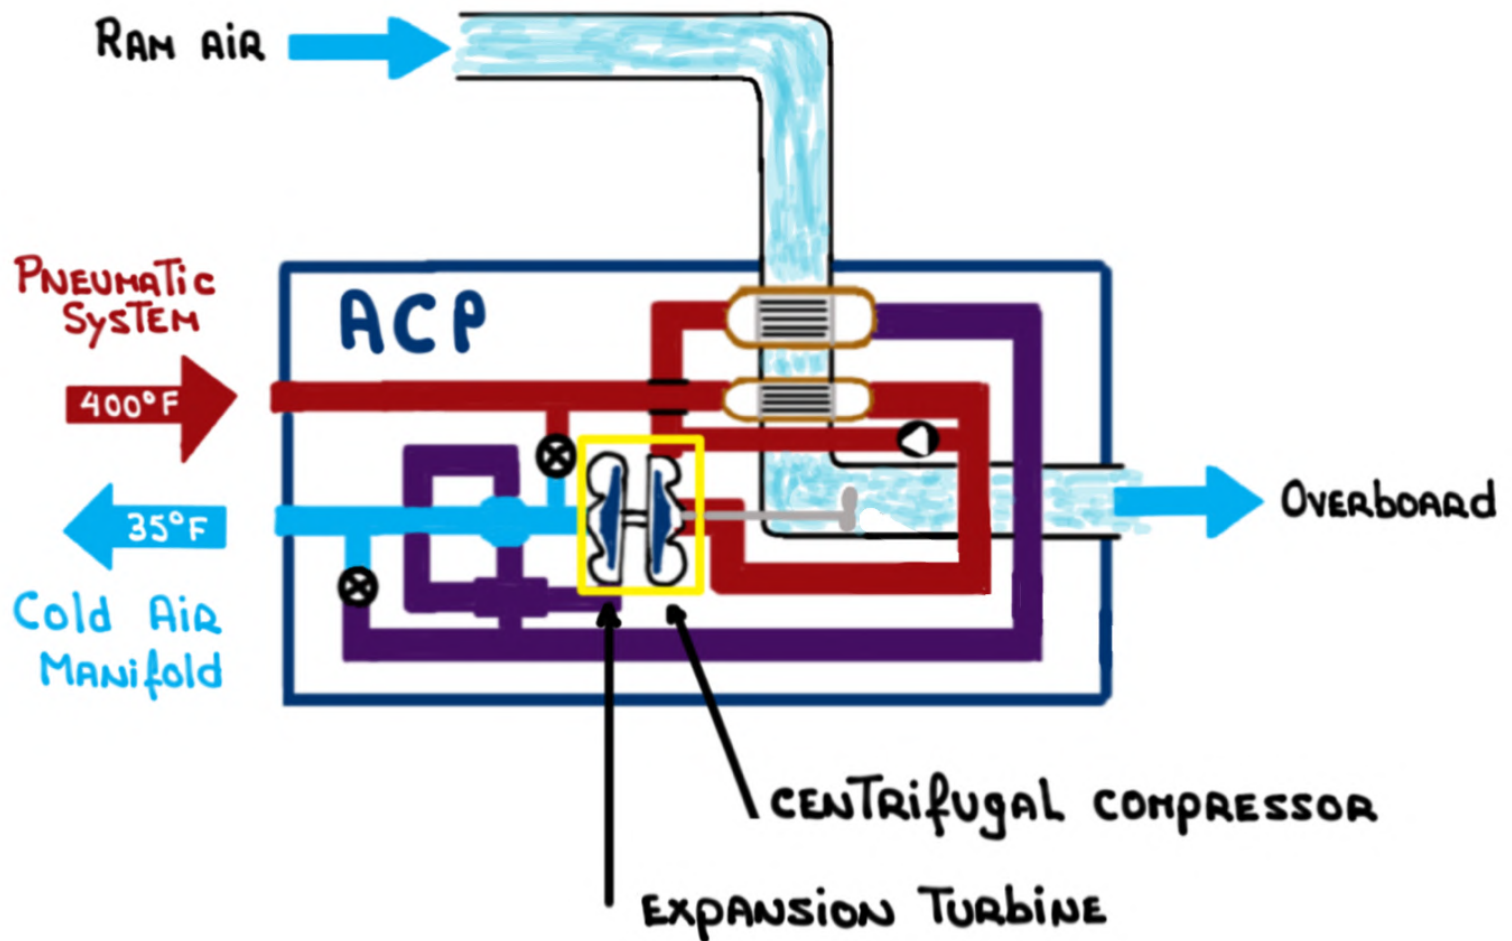 RAM AiR
PNEUMATic
SYSTEM
ACP
400°F
35°F
OVERBOARD
Cold AiR
MANifold
CENTRifugAL COMPRESSOR
EXPANSION TURbiNE